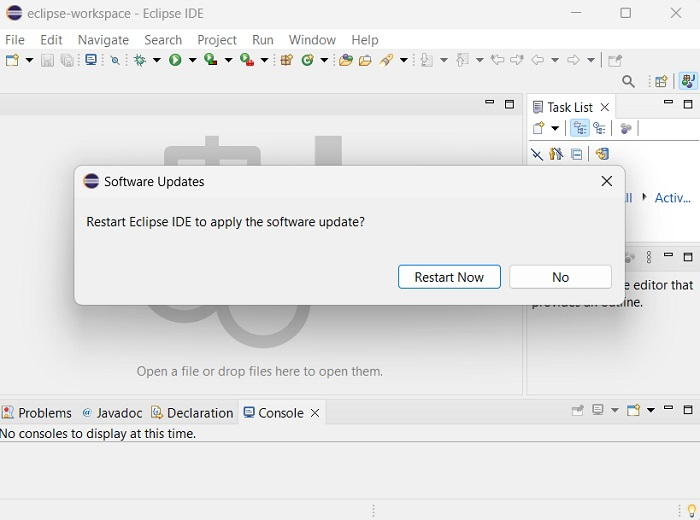 eclipse-workspace - Eclipse IDE
File Edit Navigate Search Project Run Window Help
Task List
Software Updates
Restart Eclipse IDE to apply the software update?
Restart Now No
Activ...
e editor that
outline.
Open a file or drop files here to open them.
Problems @ Javadoc Declaration Console
No consoles to display at this time.